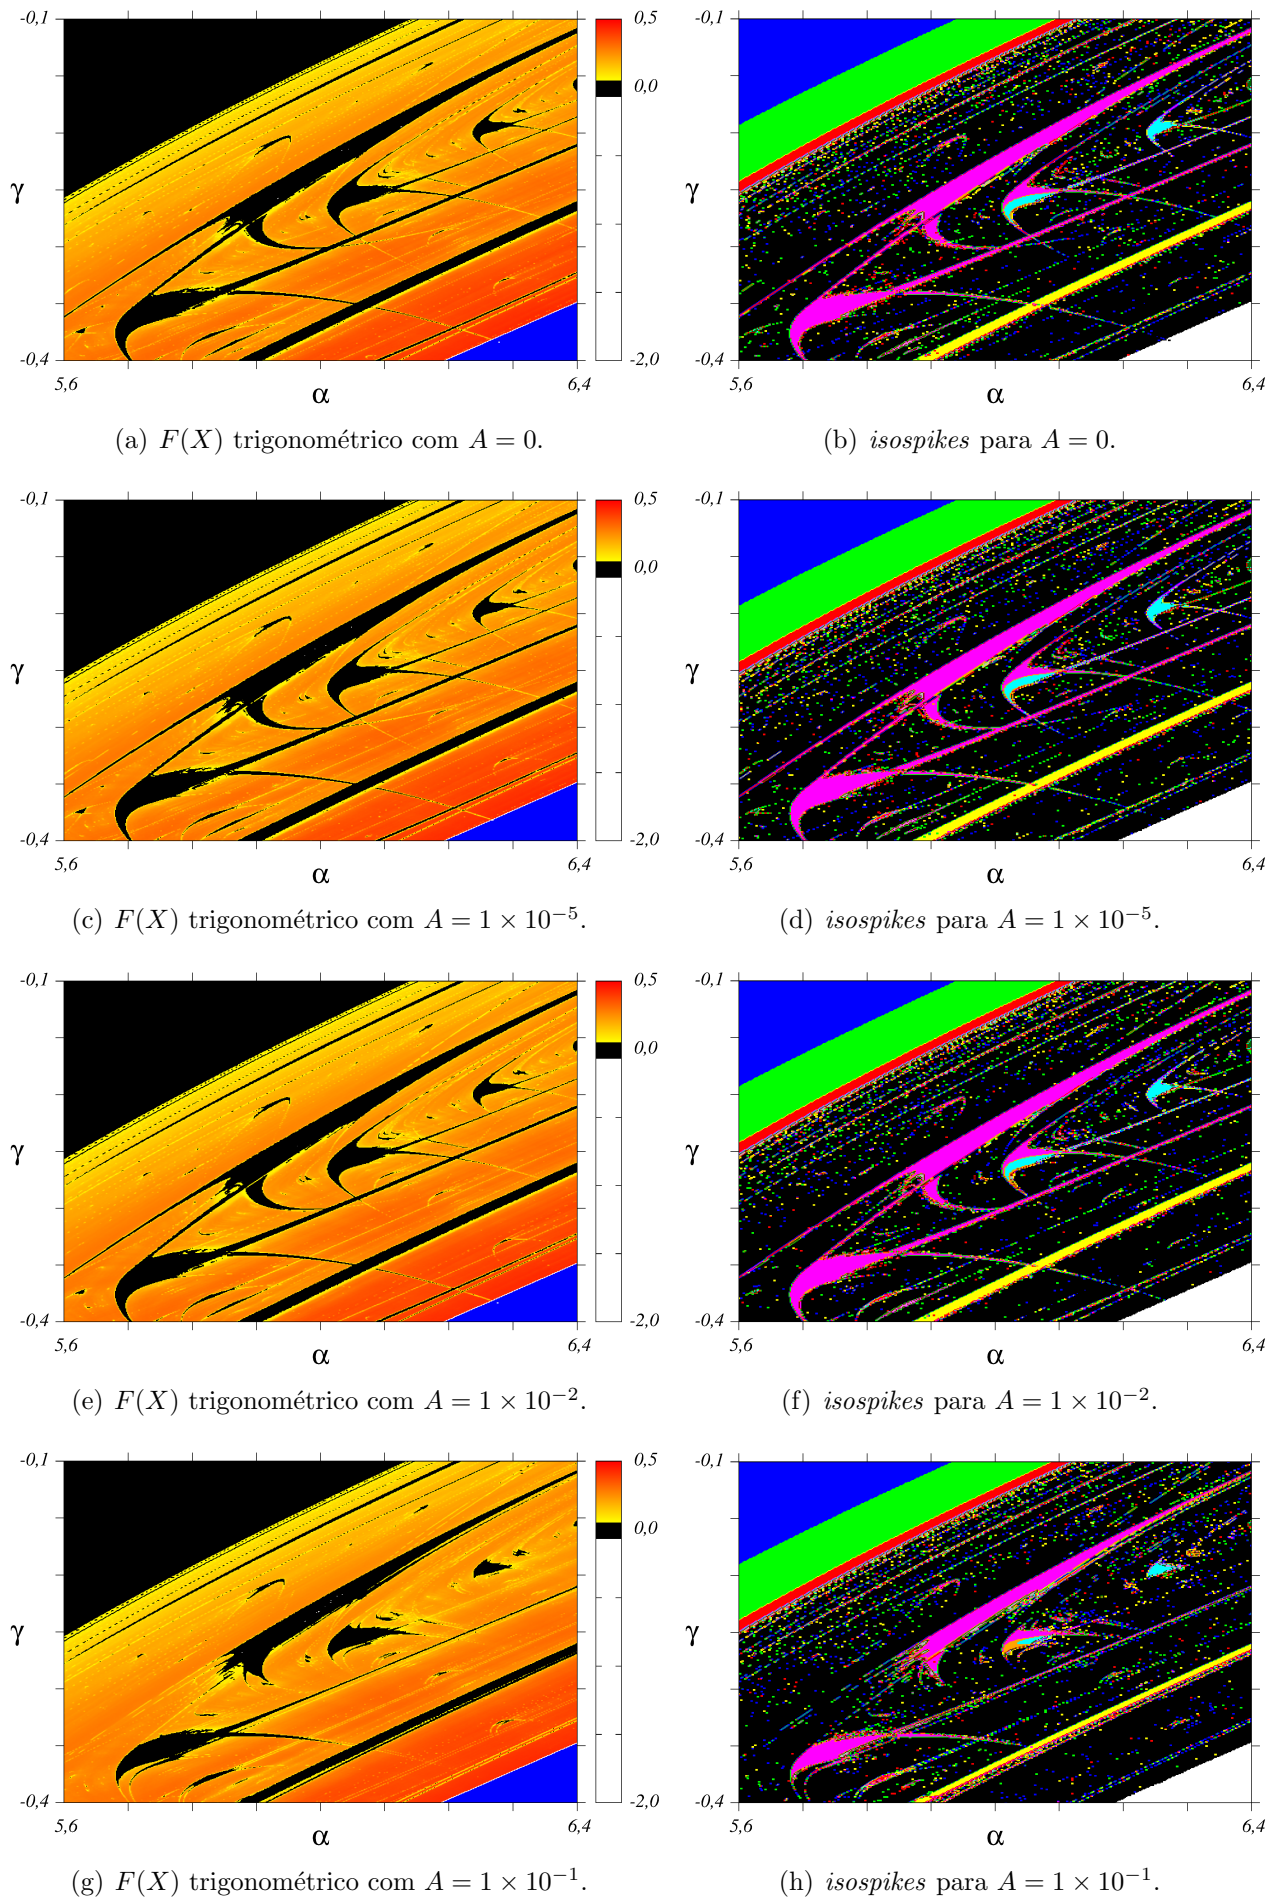 -0,1
γ
-0,4
5,6
α
6,4
0,5
0,0
-2,0
-0,1
γ
-0,4
5,6
α
6,4
(a) F(X) trigonométrico com A = 0.
(b) isospikes para A = 0.
-0,1
γ
-0,4
5,6
α
6,4
0,5
0,0
-2,0
-0,1
γ
-0,4
5,6
α
6,4
(c) F(X) trigonométrico com A = 1 × 10⁻⁵.
(d) isospikes para A = 1 × 10⁻⁵.
-0,1
γ
-0,4
5,6
α
6,4
0,5
0,0
-2,0
-0,1
γ
-0,4
5,6
α
6,4
(e) F(X) trigonométrico com A = 1 × 10⁻².
(f) isospikes para A = 1 × 10⁻².
-0,1
γ
-0,4
5,6
α
6,4
0,5
0,0
-2,0
-0,1
γ
-0,4
5,6
α
6,4
(g) F(X) trigonométrico com A = 1 × 10⁻¹.
(h) isospikes para A = 1 × 10⁻¹.